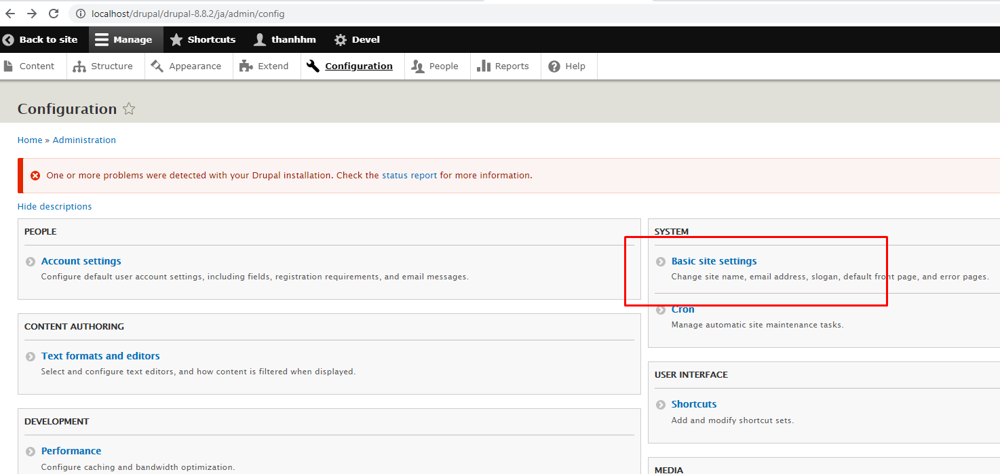 localhost/drupal/drupal-8.8.2/ja/admin/config
Back to site Manage Shortcuts thanhhm Devel
Content Structure Appearance Extend Configuration People Reports Help
Configuration
Home » Administration
One or more problems were detected with your Drupal installation. Check the status report for more information.
Hide descriptions
PEOPLE
Account settings
Configure default user account settings, including fields, registration requirements, and email messages.
CONTENT AUTHORING
Text formats and editors
Select and configure text editors, and how content is filtered when displayed.
DEVELOPMENT
Performance
Configure caching and bandwidth optimization.
SYSTEM
Basic site settings
Change site name, email address, slogan, default front page, and error pages.
Cron
Manage automatic site maintenance tasks.
USER INTERFACE
Shortcuts
Add and modify shortcut sets.
MEDIA